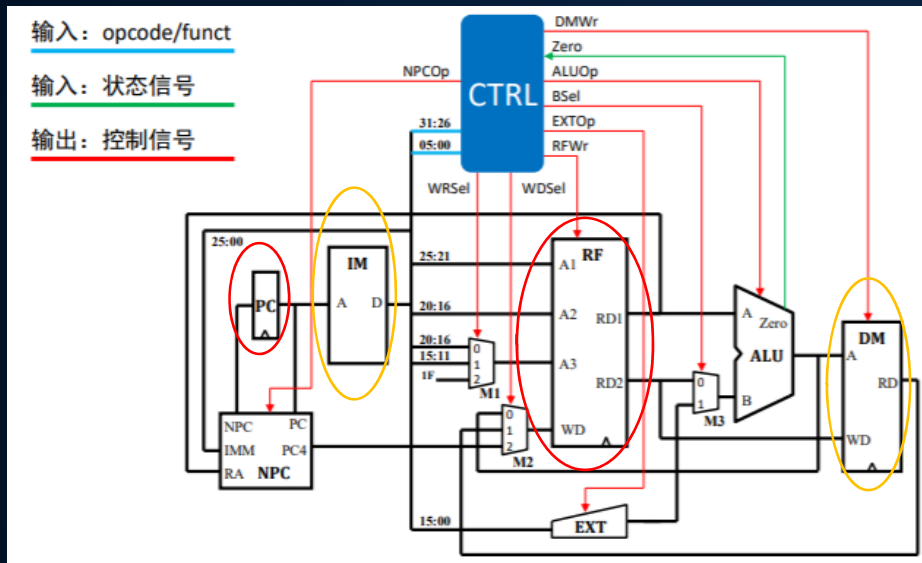 输入：opcode/funct
输入：状态信号
输出：控制信号
CTRL
DMWr
Zero
NPCOp
ALUOp
BSel
EXTOp
RFWr
31:26
05:00
WRSel
WDSel
25:00
IM
A
D
PC
25:21
20:16
20:16
15:11
1F
0
1
2
M1
RF
A1
A2
A3
WD
RD1
RD2
0
1
2
M2
0
1
M3
A
Zero
ALU
B
DM
A
RD
WD
NPC
PC
IMM
PC4
RA
NPC
15:00
EXT